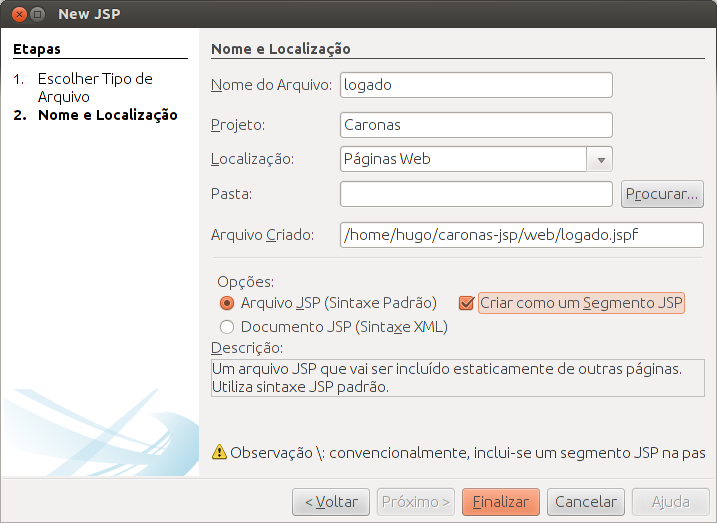 New JSP
Etapas
1. Escolher Tipo de
Arquivo
2. Nome e Localização
Nome e Localização
Nome do Arquivo: logado
Projeto: Caronas
Localização: Páginas Web
Pasta: Procurar...
Arquivo Criado: /home/hugo/caronas-jsp/web/logado.jspf
Opções:
Arquivo JSP (Sintaxe Padrão) Criar como um Segmento JSP
Documento JSP (Sintaxe XML)
Descrição:
Um arquivo JSP que vai ser incluído estaticamente de outras páginas.
Utiliza sintaxe JSP padrão.
Observação \: convencionalmente, inclui-se um segmento JSP na pas
< Voltar Próximo > Finalizar Cancelar Ajuda